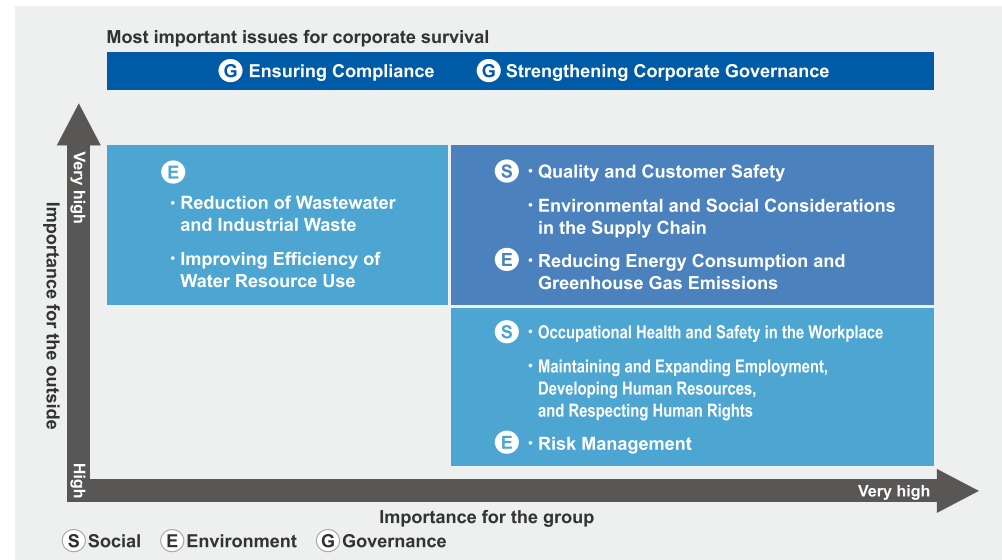 Most important issues for corporate survival
G Ensuring Compliance G Strengthening Corporate Governance
Very high
Importance for the outside
High
E
・Reduction of Wastewater
and Industrial Waste
・Improving Efficiency of
Water Resource Use
S ・Quality and Customer Safety
・Environmental and Social Considerations
in the Supply Chain
E ・Reducing Energy Consumption and
Greenhouse Gas Emissions
S ・Occupational Health and Safety in the Workplace
・Maintaining and Expanding Employment,
Developing Human Resources,
and Respecting Human Rights
E ・Risk Management
Very high
Importance for the group
S Social E Environment G Governance